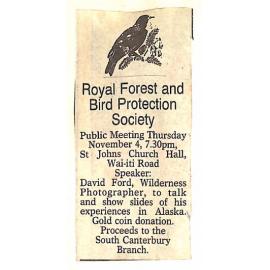 Royal Forest and
Bird Protection
Society
Public Meeting Thursday
November 4, 7.30pm,
St Johns Church Hall,
Wai-iti Road
Speaker:
David Ford, Wilderness
Photographer, to talk
and show slides of his
experiences in Alaska.
Gold coin donation.
Proceeds to the
South Canterbury
Branch.